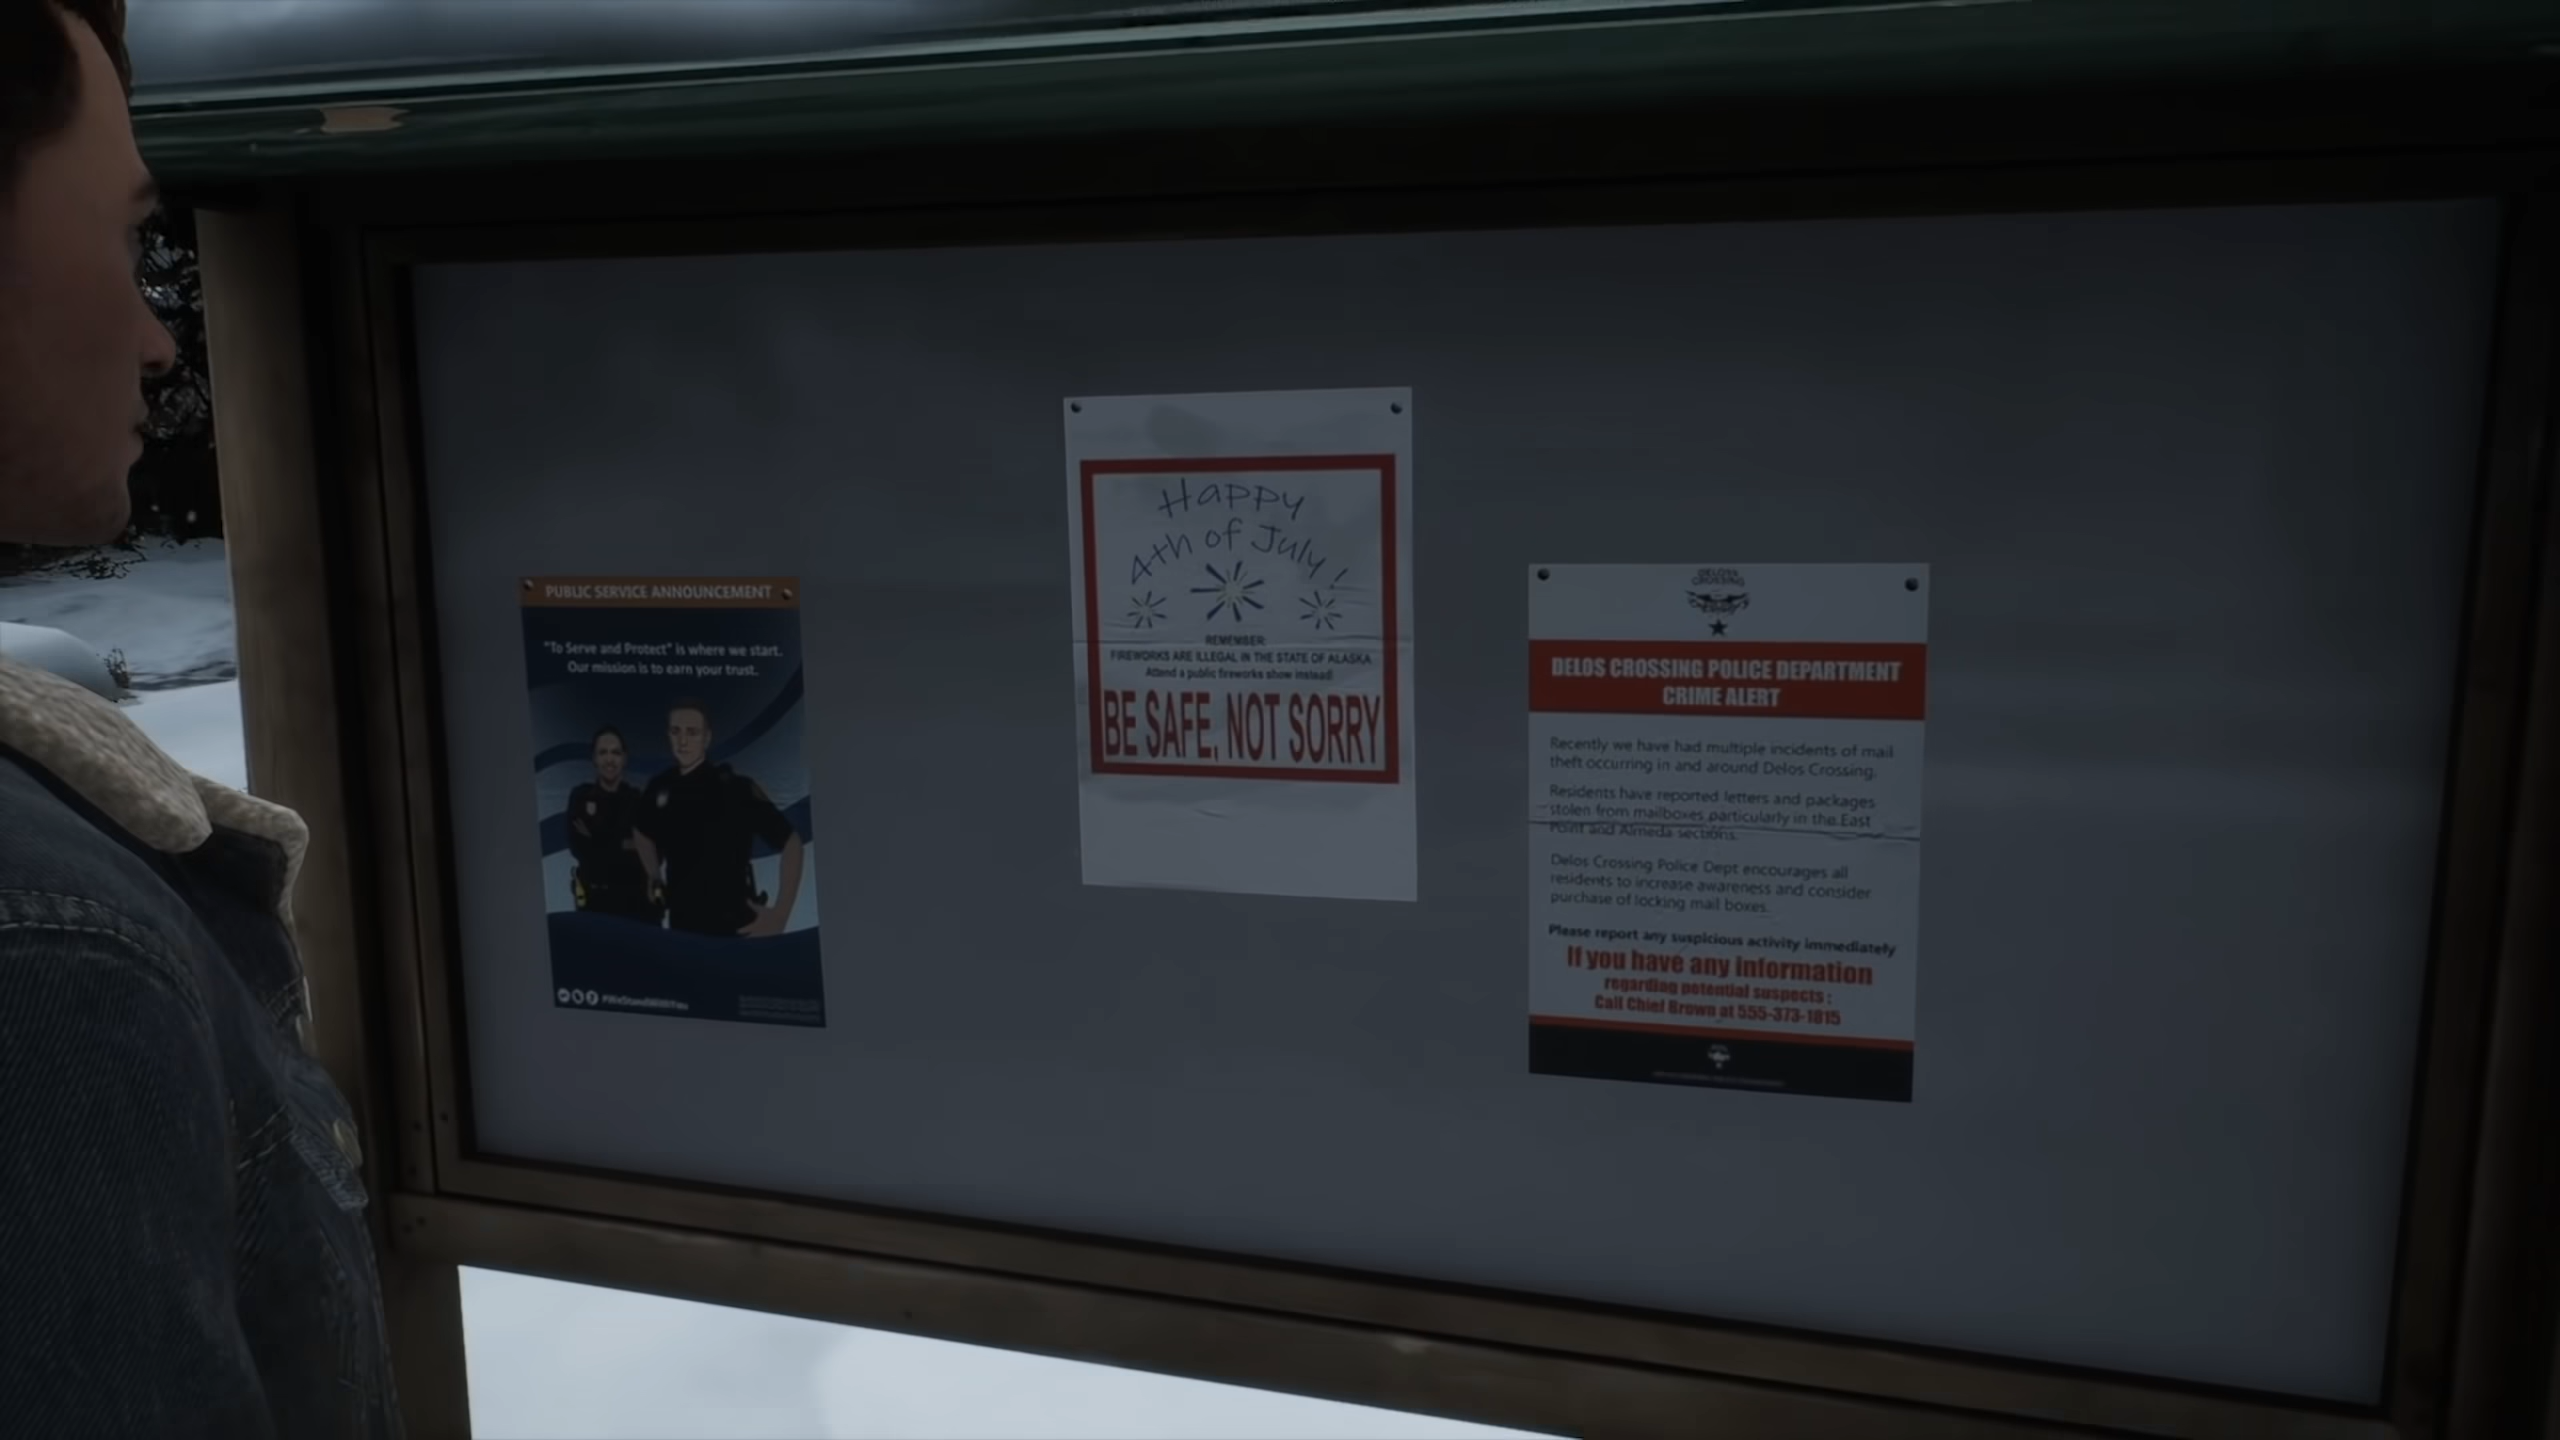 PUBLIC SERVICE ANNOUNCEMENT
"To Serve and Protect" is where we start.
Our mission is to earn your trust.
Happy
4th of July!
REMEMBER:
FIREWORKS ARE ILLEGAL IN THE STATE OF ALASKA
Attend a public fireworks show instead!
BE SAFE, NOT SORRY
DELOS
CROSSING
DELOS CROSSING POLICE DEPARTMENT
CRIME ALERT
Recently we have had multiple incidents of mail
theft occurring in and around Delos Crossing.
Residents have reported letters and packages
stolen from mailboxes particularly in the East
Point and Almeda sections.
Delos Crossing Police Dept encourages all
residents to increase awareness and consider
purchase of locking mail boxes.
Please report any suspicious activity immediately
If you have any information
regarding potential suspects :
Call Chief Brown at 555-373-1815